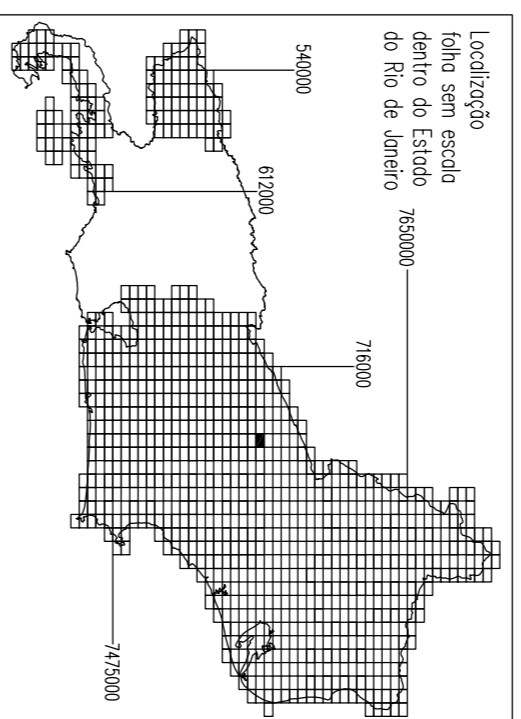 Localização
folha sem escala
dentro do Estado
do Rio de Janeiro
7650000
540000
612000
716000
7475000